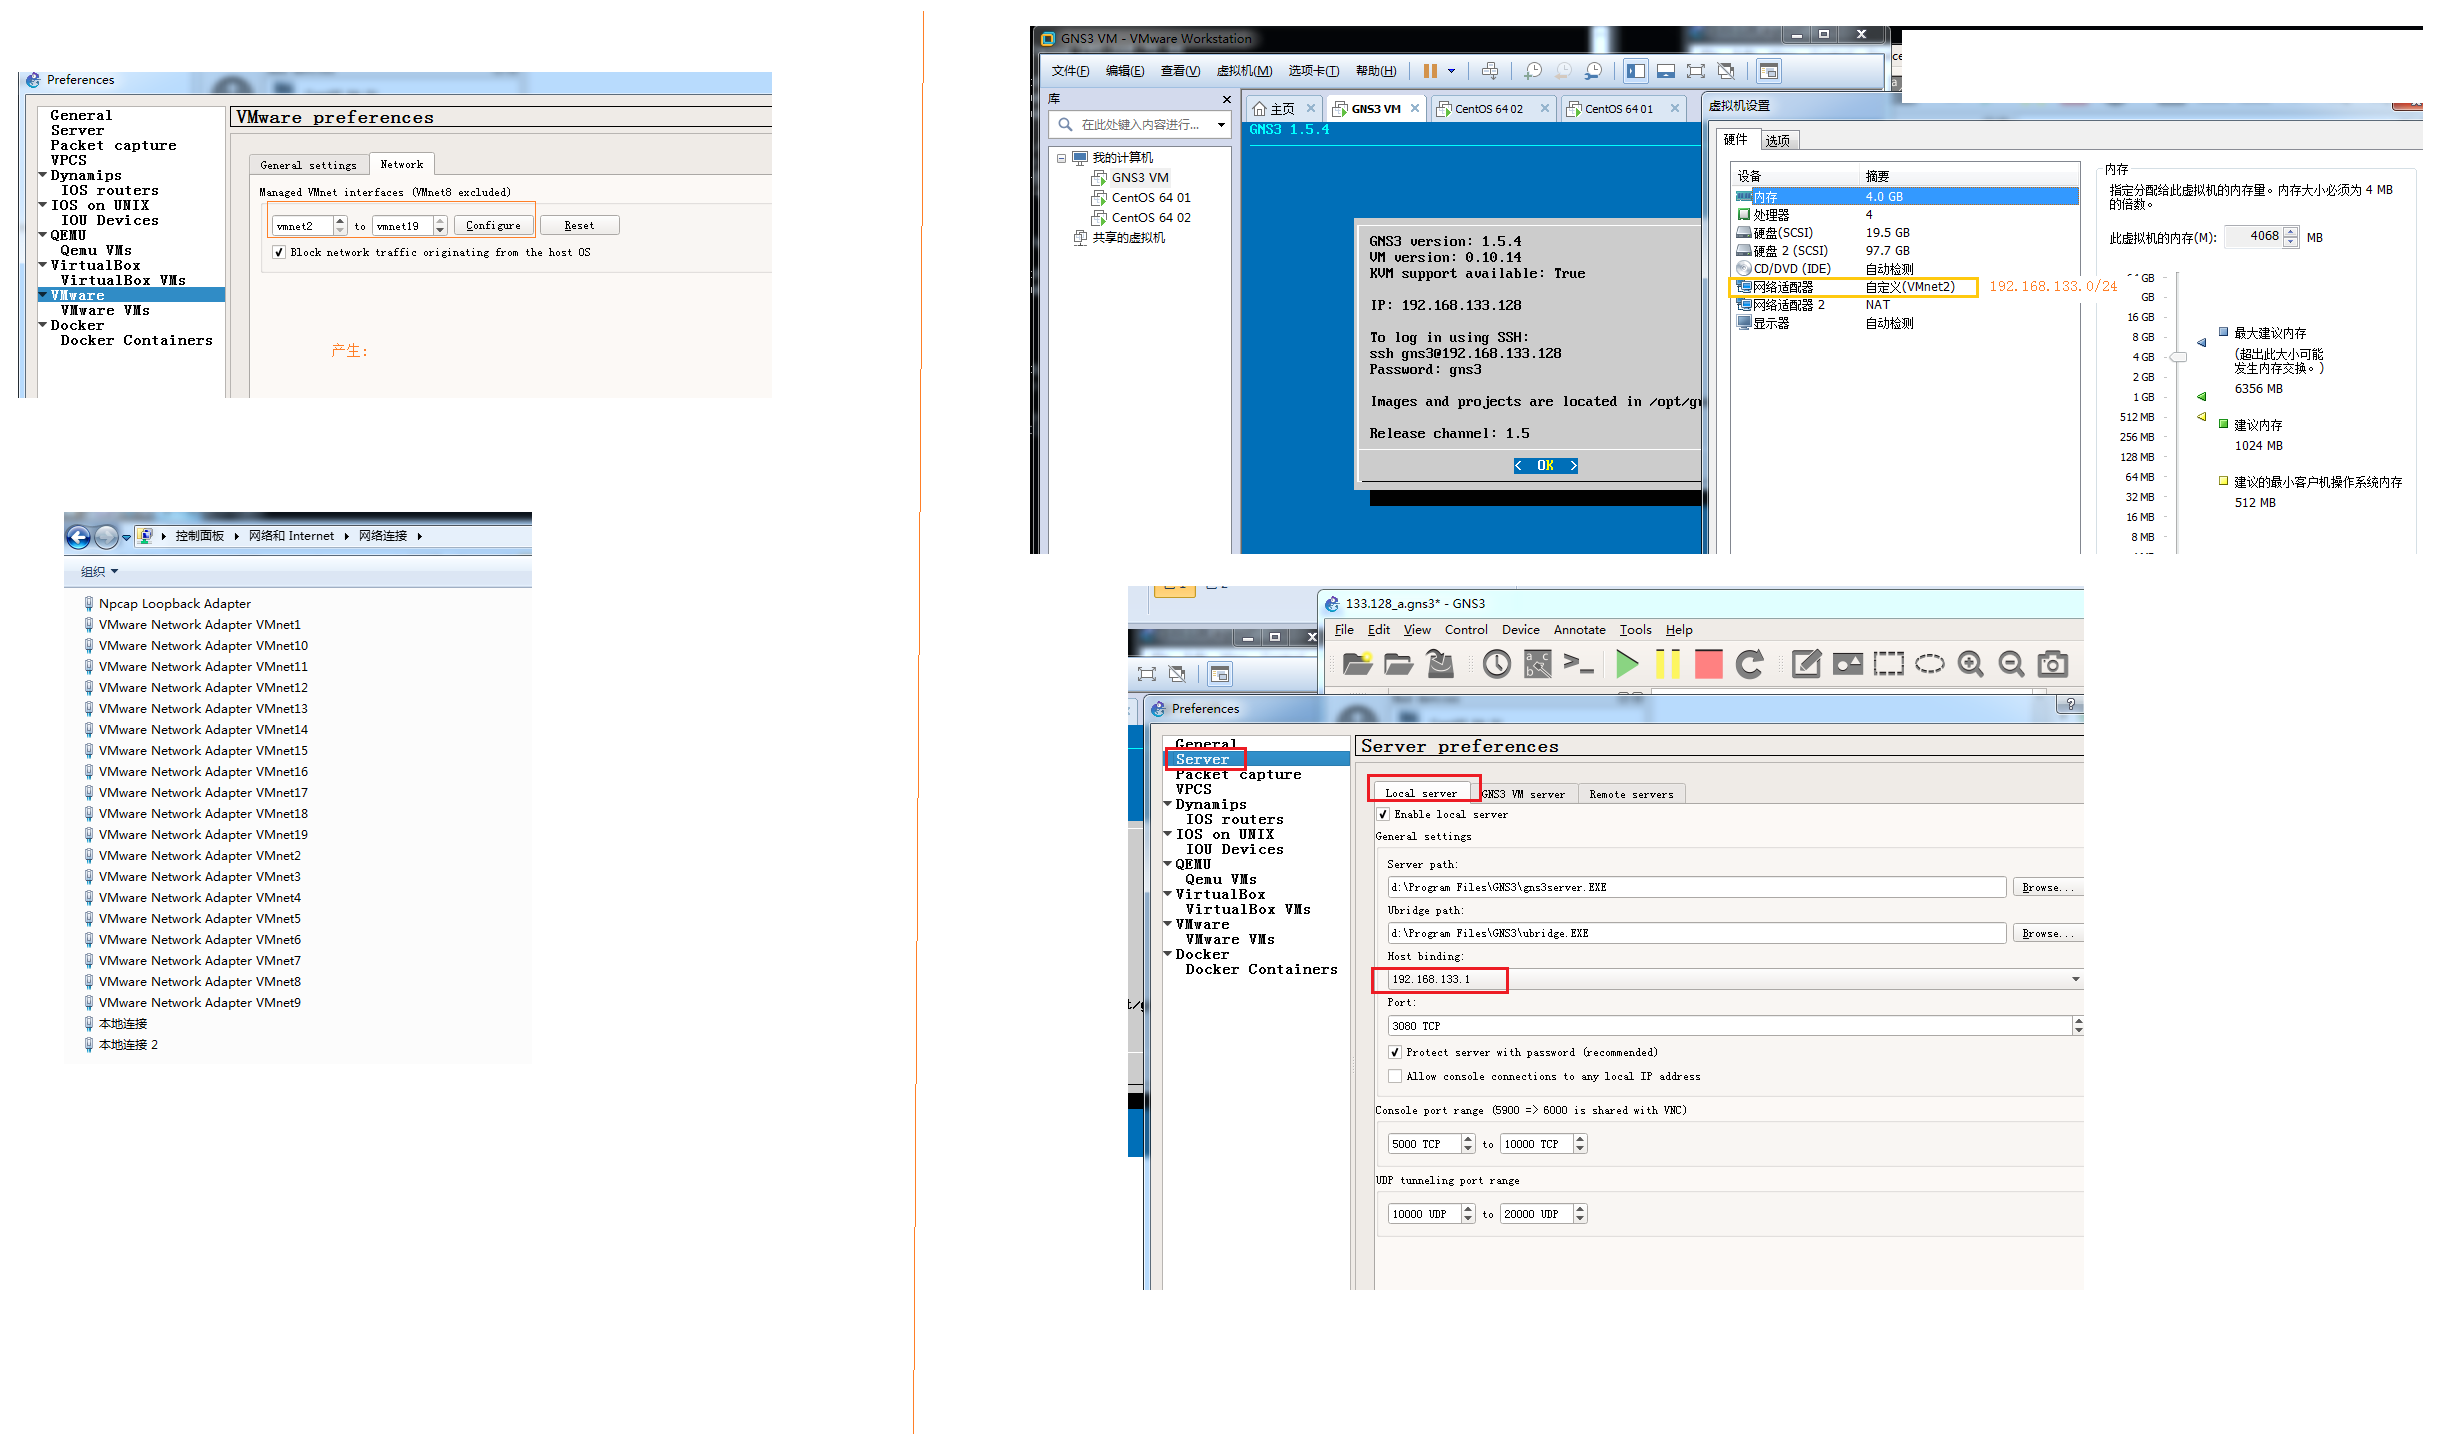 Preferences
General
Server
Packet capture
VPCS
Dynamips
IOS routers
IOS on UNIX
IOU Devices
QEMU
Qemu VMs
VirtualBox
VirtualBox VMs
VMware
VMware VMs
Docker
Docker Containers
VMware preferences
General settings
Network
Managed VMnet interfaces (VMnet8 excluded)
vmnet2 to vmnet19 Configure Reset
Block network traffic originating from the host OS
产生:
控制面板 网络和 Internet 网络连接
组织
Npcap Loopback Adapter
VMware Network Adapter VMnet1
VMware Network Adapter VMnet10
VMware Network Adapter VMnet11
VMware Network Adapter VMnet12
VMware Network Adapter VMnet13
VMware Network Adapter VMnet14
VMware Network Adapter VMnet15
VMware Network Adapter VMnet16
VMware Network Adapter VMnet17
VMware Network Adapter VMnet18
VMware Network Adapter VMnet19
VMware Network Adapter VMnet2
VMware Network Adapter VMnet3
VMware Network Adapter VMnet4
VMware Network Adapter VMnet5
VMware Network Adapter VMnet6
VMware Network Adapter VMnet7
VMware Network Adapter VMnet8
VMware Network Adapter VMnet9
本地连接
本地连接 2
GNS3 VM - VMware Workstation
文件(F) 编辑(E) 查看(V) 虚拟机(M) 选项卡(T) 帮助(H)
库
在此处键入内容进行...
我的计算机
GNS3 VM
CentOS 64 01
CentOS 64 02
共享的虚拟机
主页 GNS3 VM CentOS 64 02 CentOS 64 01
GNS3 1.5.4
GNS3 version: 1.5.4
VM version: 0.10.14
KVM support available: True
IP: 192.168.133.128
To log in using SSH:
ssh gns3@192.168.133.128
Password: gns3
Images and projects are located in /opt/gn
Release channel: 1.5
< OK >
虚拟机设置
硬件 选项
设备 摘要
内存 4.0 GB
处理器 4
硬盘(SCSI) 19.5 GB
硬盘 2 (SCSI) 97.7 GB
CD/DVD (IDE) 自动检测
网络适配器 自定义(VMnet2) 192.168.133.0/24
网络适配器 2 NAT
显示器 自动检测
内存
指定分配给此虚拟机的内存量。内存大小必须为 4 MB
的倍数。
此虚拟机的内存(M): 4068 MB
GB
GB
16 GB
8 GB
4 GB
2 GB
1 GB
512 MB
256 MB
128 MB
64 MB
32 MB
16 MB
8 MB
最大建议内存
(超出此大小可能
发生内存交换。)
6356 MB
建议内存
1024 MB
建议的最小客户机操作系统内存
512 MB
133.128_a.gns3* - GNS3
File Edit View Control Device Annotate Tools Help
Preferences
General
Server
Packet capture
VPCS
Dynamips
IOS routers
IOS on UNIX
IOU Devices
QEMU
Qemu VMs
VirtualBox
VirtualBox VMs
VMware
VMware VMs
Docker
Docker Containers
Server preferences
Local server GNS3 VM server Remote servers
Enable local server
General settings
Server path:
d:\Program Files\GNS3\gns3server.EXE Browse...
Ubridge path:
d:\Program Files\GNS3\ubridge.EXE Browse...
Host binding:
192.168.133.1
Port:
3080 TCP
Protect server with password (recommended)
Allow console connections to any local IP address
Console port range (5900 => 6000 is shared with VNC)
5000 TCP to 10000 TCP
UDP tunneling port range
10000 UDP to 20000 UDP